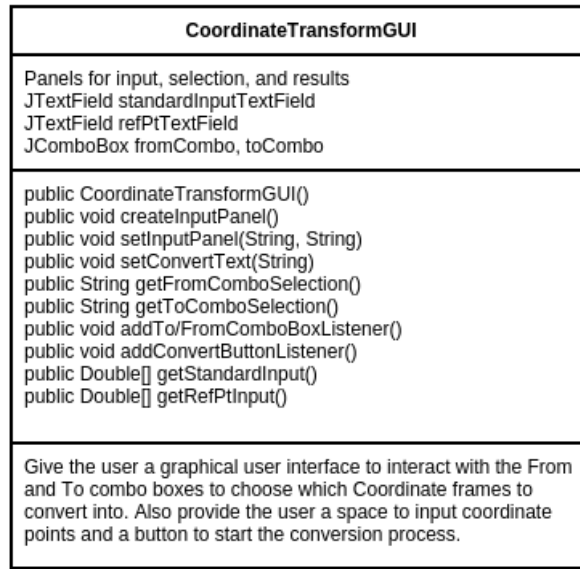 CoordinateTransformGUI
Panels for input, selection, and results
JTextField standardInputTextField
JTextField refPtTextField
JComboBox fromCombo, toCombo
public CoordinateTransformGUI()
public void createInputPanel()
public void setInputPanel(String, String)
public void setConvertText(String)
public String getFromComboSelection()
public String getToComboSelection()
public void addTo/FromComboBoxListener()
public void addConvertButtonListener()
public Double[] getStandardInput()
public Double[] getRefPtInput()
Give the user a graphical user interface to interact with the From
and To combo boxes to choose which Coordinate frames to
convert into. Also provide the user a space to input coordinate
points and a button to start the conversion process.